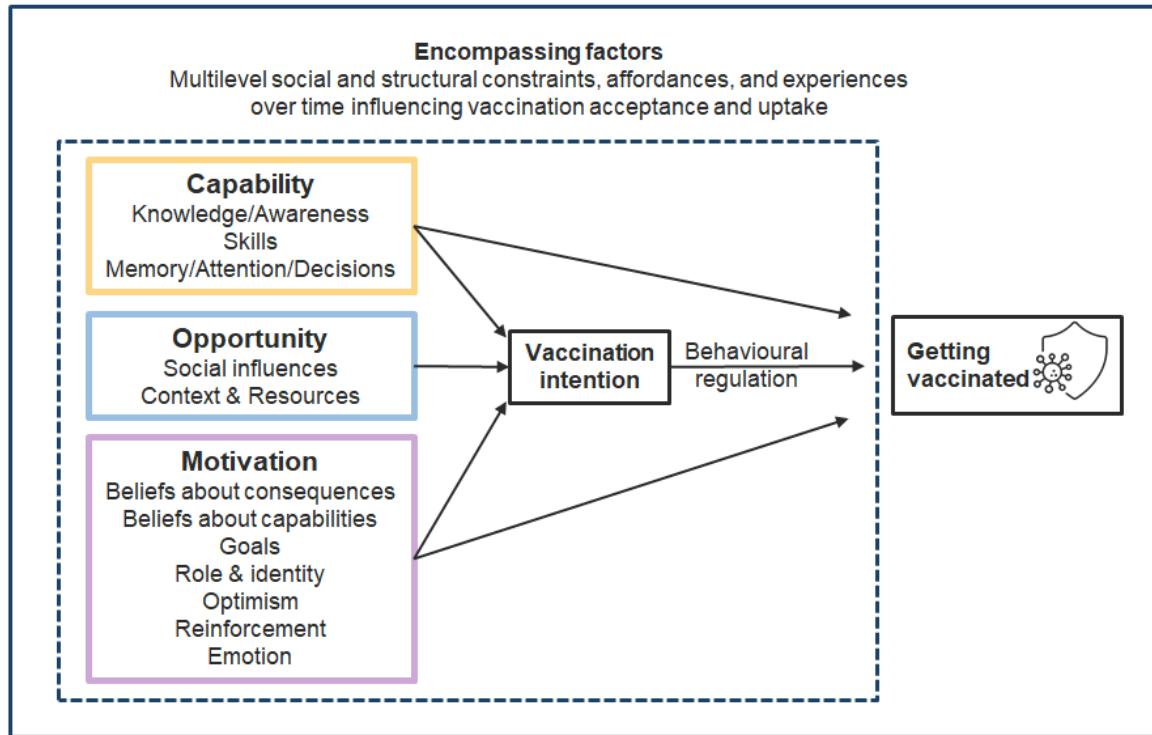 Encompassing factors
Multilevel social and structural constraints, affordances, and experiences
over time influencing vaccination acceptance and uptake
Capability
Knowledge/Awareness
Skills
Memory/Attention/Decisions
Opportunity
Social influences
Context & Resources
Motivation
Beliefs about consequences
Beliefs about capabilities
Goals
Role & identity
Optimism
Reinforcement
Emotion
Vaccination
intention
Behavioural
regulation
Getting
vaccinated